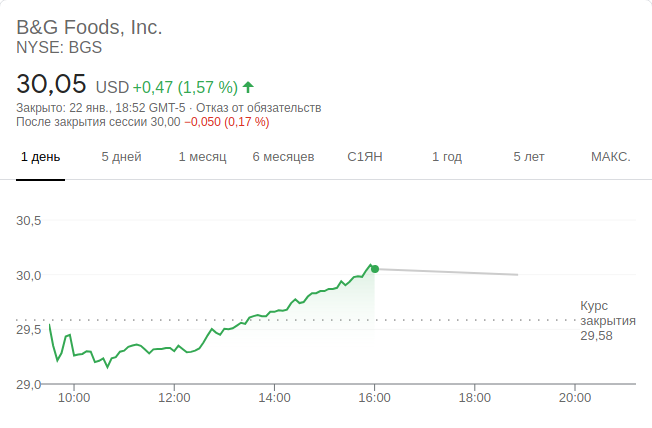 B&G Foods, Inc.
NYSE: BGS
30,05 USD +0,47 (1,57 %)
Закрыто: 22 янв., 18:52 GMT-5 · Отказ от обязательств
После закрытия сессии 30,00 −0,050 (0,17 %)
1 день 5 дней 1 месяц 6 месяцев С1ЯН 1 год 5 лет МАКС.
30,5
30,0
Курс
закрытия
29,58
29,5
29,0
10:00 12:00 14:00 16:00 18:00 20:00